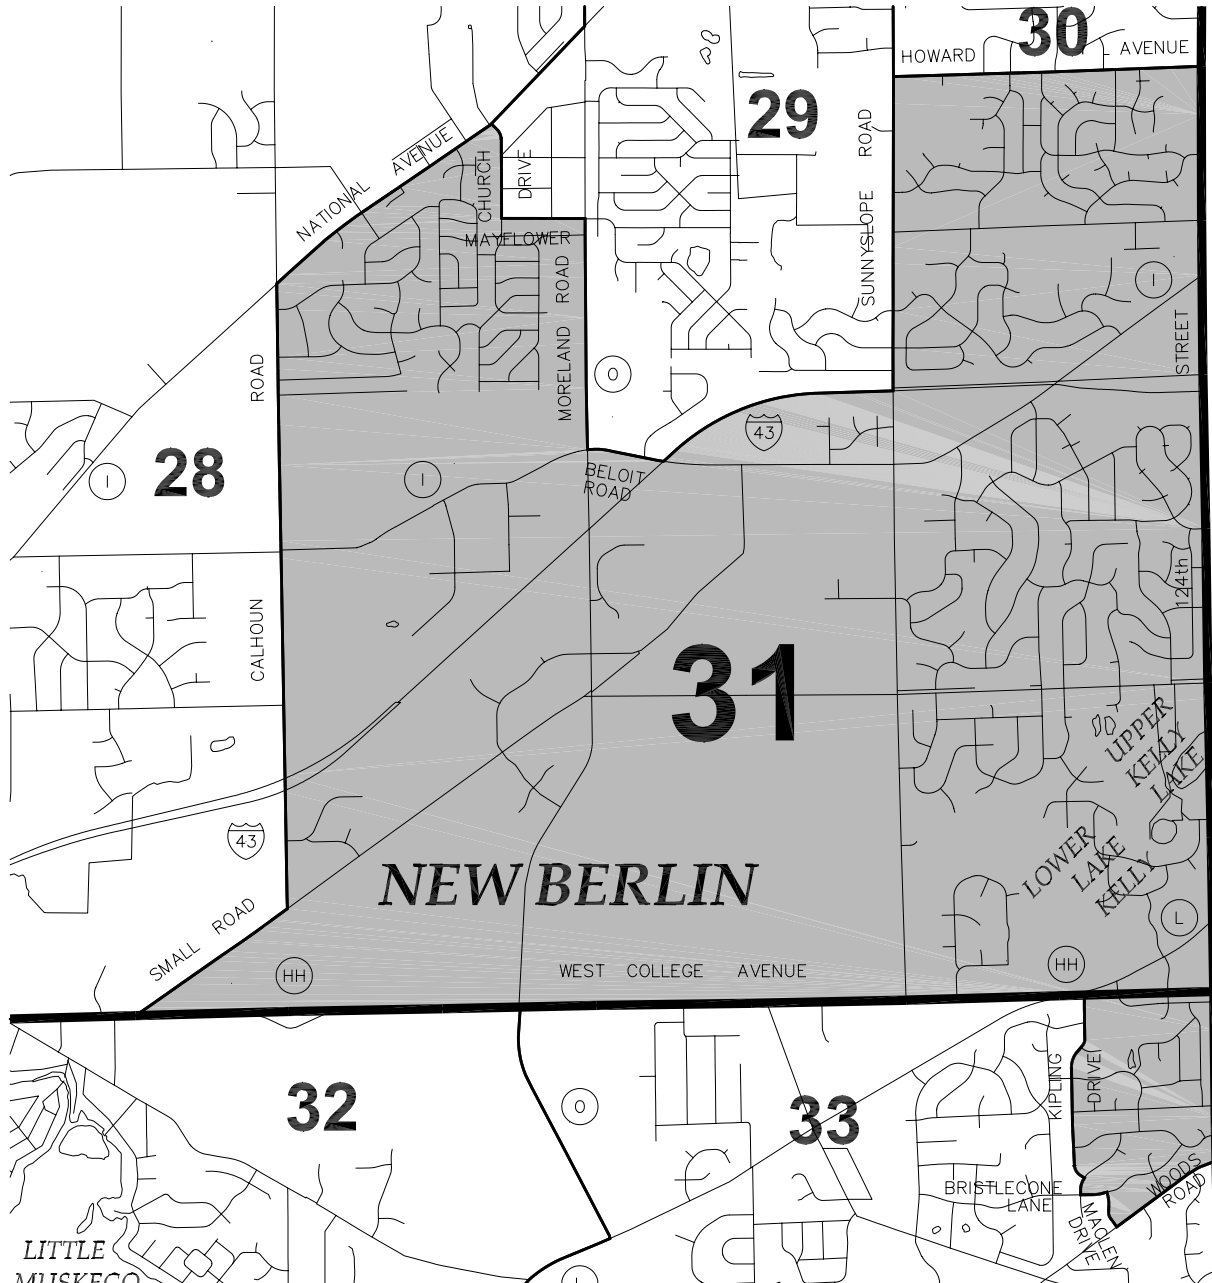 30
HOWARD AVENUE
29
SUNNYSLOPE ROAD
NATIONAL AVENUE
CHURCH
DRIVE
MAYFLOWER
MORELAND ROAD
I
STREET
O
43
CALHOUN ROAD
28
I
I
BELOIT
ROAD
124th
31
UPPER
KELLY
LAKE
43
LOWER
LAKE
KELLY
NEW BERLIN
SMALL ROAD
L
HH
WEST COLLEGE AVENUE
HH
32
O
33
KIPLING
DRIVE
BRISTLECONE
LANE
WOODS
ROAD
MACLEN
DRIVE
LITTLE
MUSKEGO
L